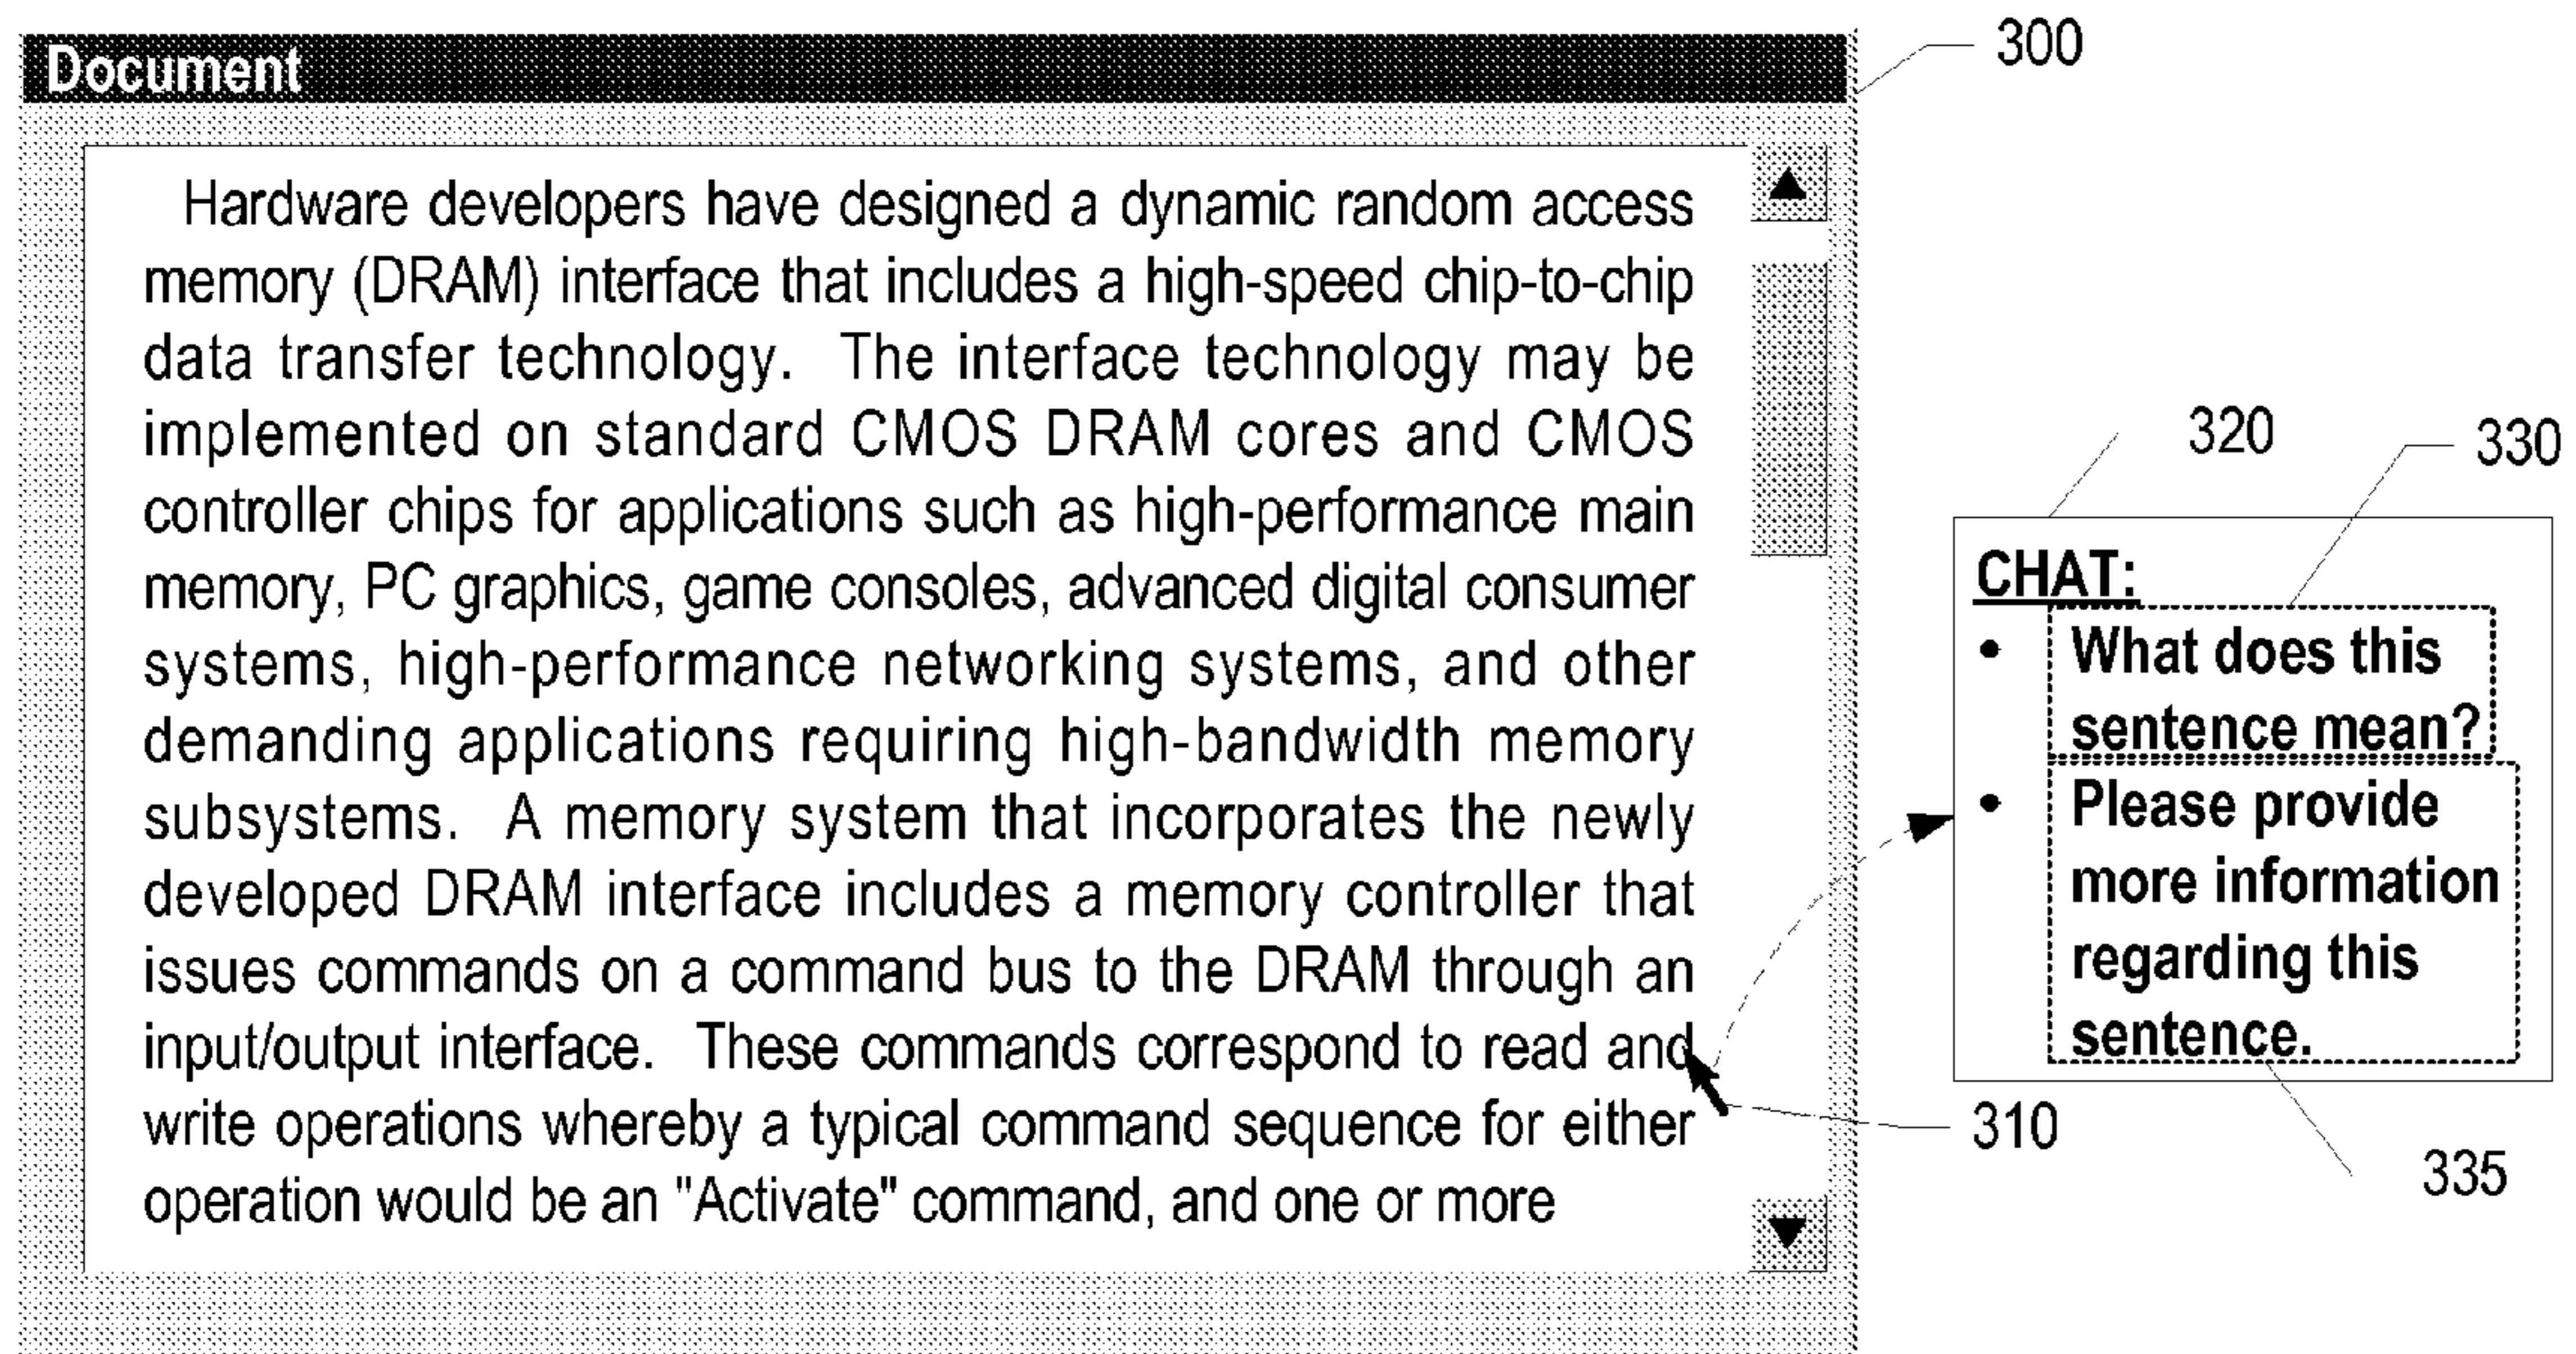 Document
300
Hardware developers have designed a dynamic random access
memory (DRAM) interface that includes a high-speed chip-to-chip
data transfer technology. The interface technology may be
implemented on standard CMOS DRAM cores and CMOS
controller chips for applications such as high-performance main
memory, PC graphics, game consoles, advanced digital consumer
systems, high-performance networking systems, and other
demanding applications requiring high-bandwidth memory
subsystems. A memory system that incorporates the newly
developed DRAM interface includes a memory controller that
issues commands on a command bus to the DRAM through an
input/output interface. These commands correspond to read and
write operations whereby a typical command sequence for either
operation would be an "Activate" command, and one or more
320
330
CHAT:
• What does this
sentence mean?
• Please provide
more information
regarding this
sentence.
310
335